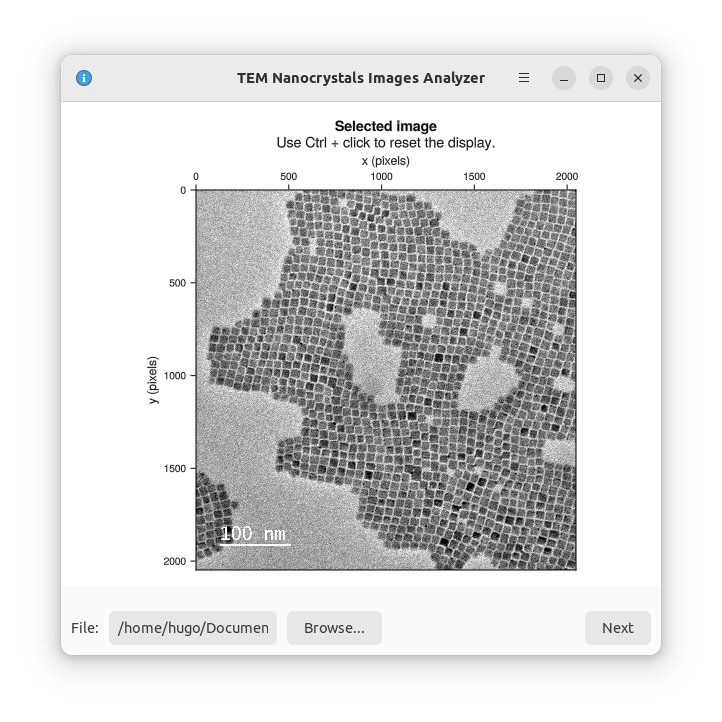 TEM Nanocrystals Images Analyzer
Selected image
Use Ctrl + click to reset the display.
x (pixels)
0 500 1000 1500 2000
0
500
y (pixels)
1000
1500
100 nm
2000
File: /home/hugo/Documen Browse... Next